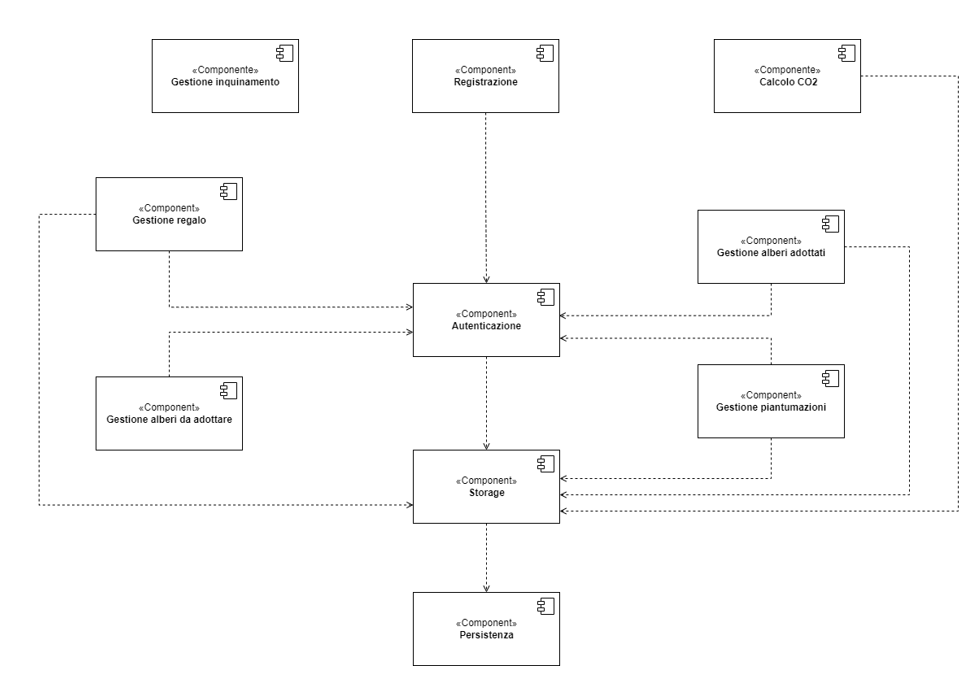 «Componente»
Gestione inquinamento
«Component»
Registrazione
«Componente»
Calcolo CO2
«Component»
Gestione regalo
«Component»
Gestione alberi adottati
«Component»
Autenticazione
«Component»
Gestione alberi da adottare
«Component»
Gestione piantumazioni
«Component»
Storage
«Component»
Persistenza